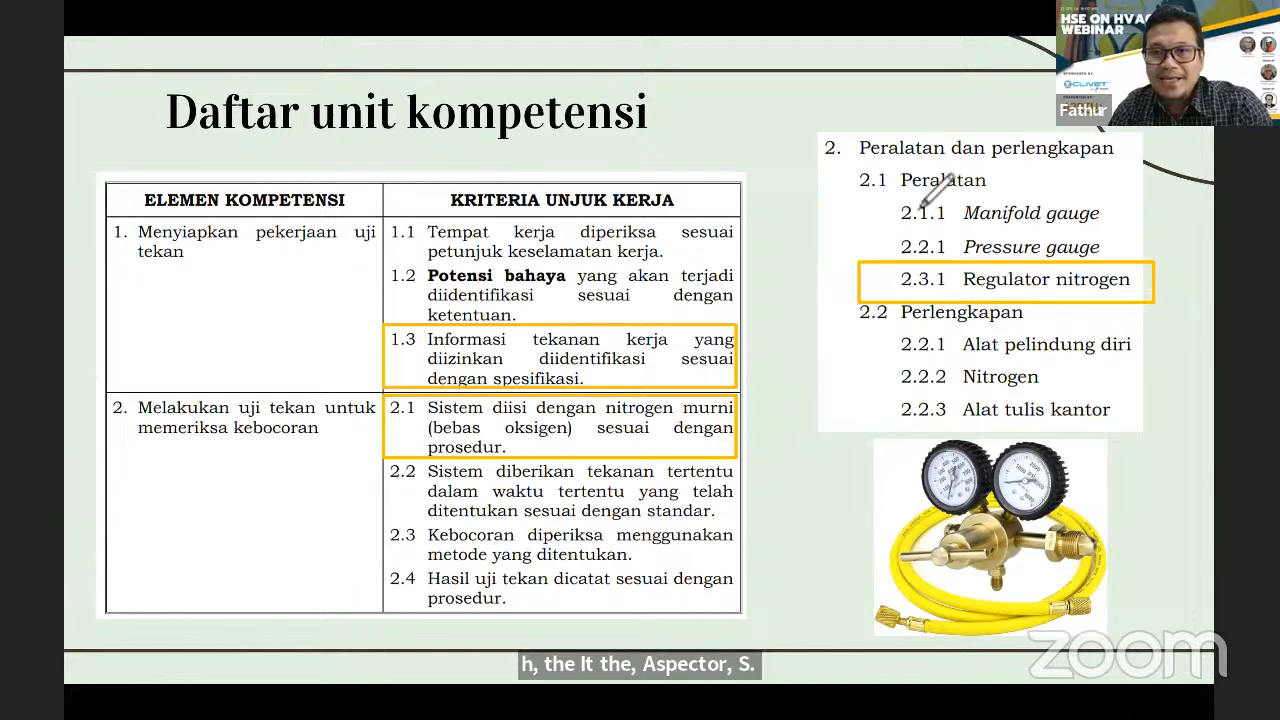 HSE ON HVAC
WEBINAR
CLIVET
Fathur
Daftar unit kompetensi
ELEMEN KOMPETENSI
KRITERIA UNJUK KERJA
1. Menyiapkan pekerjaan uji
tekan
1.1 Tempat kerja diperiksa sesuai
petunjuk keselamatan kerja.
1.2 Potensi bahaya yang akan terjadi
diidentifikasi sesuai dengan
ketentuan.
1.3 Informasi tekanan kerja yang
diizinkan diidentifikasi sesuai
dengan spesifikasi.
2. Melakukan uji tekan untuk
memeriksa kebocoran
2.1 Sistem diisi dengan nitrogen murni
(bebas oksigen) sesuai dengan
prosedur.
2.2 Sistem diberikan tekanan tertentu
dalam waktu tertentu yang telah
ditentukan sesuai dengan standar.
2.3 Kebocoran diperiksa menggunakan
metode yang ditentukan.
2.4 Hasil uji tekan dicatat sesuai dengan
prosedur.
2. Peralatan dan perlengkapan
2.1 Peralatan
2.1.1 Manifold gauge
2.2.1 Pressure gauge
2.3.1 Regulator nitrogen
2.2 Perlengkapan
2.2.1 Alat pelindung diri
2.2.2 Nitrogen
2.2.3 Alat tulis kantor
zoom
h, the It the, Aspector, S.